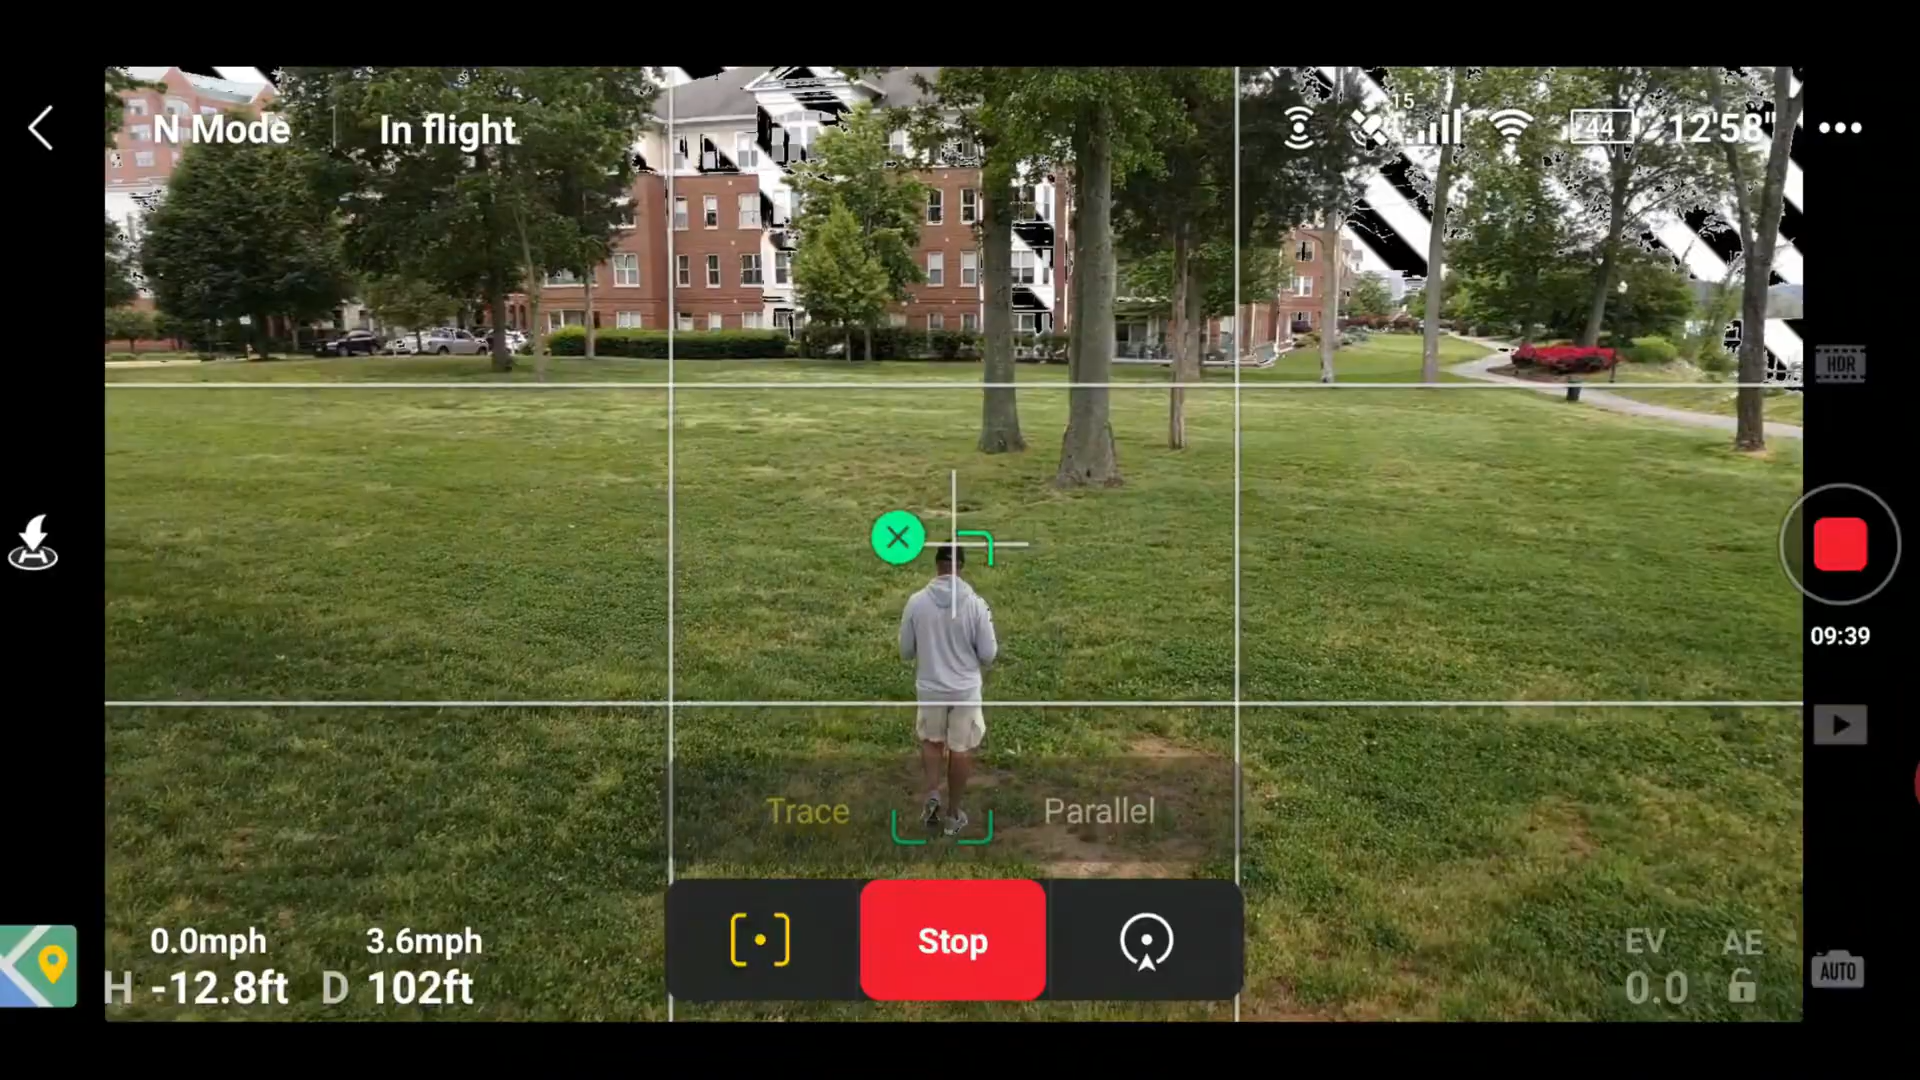 N Mode
In flight
15
44
12'58"
HDR
09:39
Trace
Parallel
Stop
0.0mph
3.6mph
H -12.8ft
D 102ft
EV
AE
0.0
AUTO